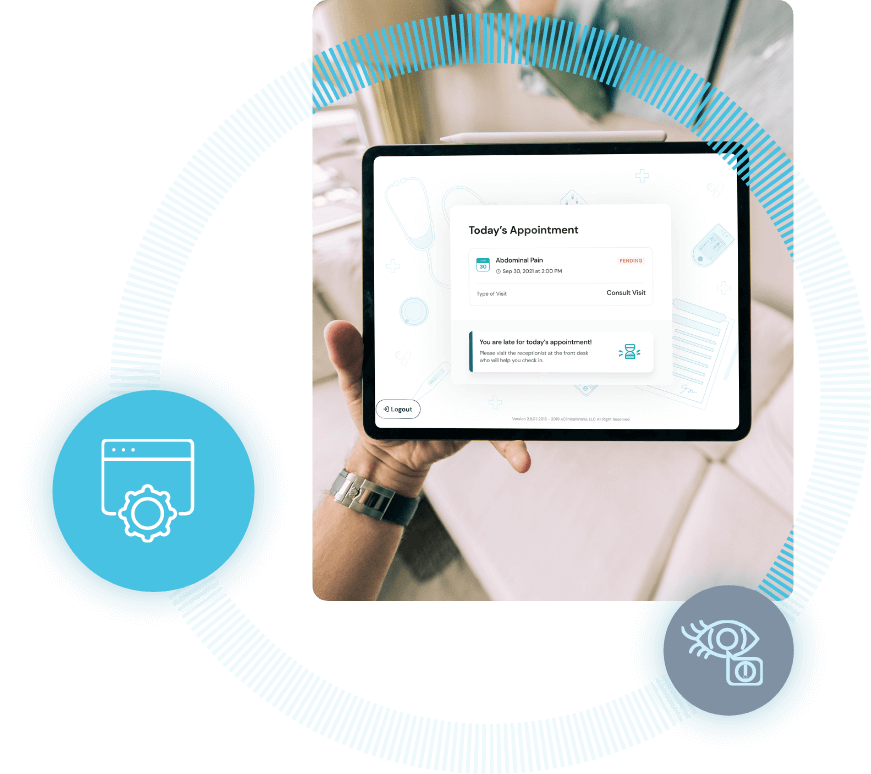 Today's Appointment
30
Abdominal Pain
PENDING
Sep 30, 2021 at 2:00 PM
Type of Visit
Consult Visit
You are late for today's appointment!
Please visit the receptionist at the front desk
who will help you check in.
Logout